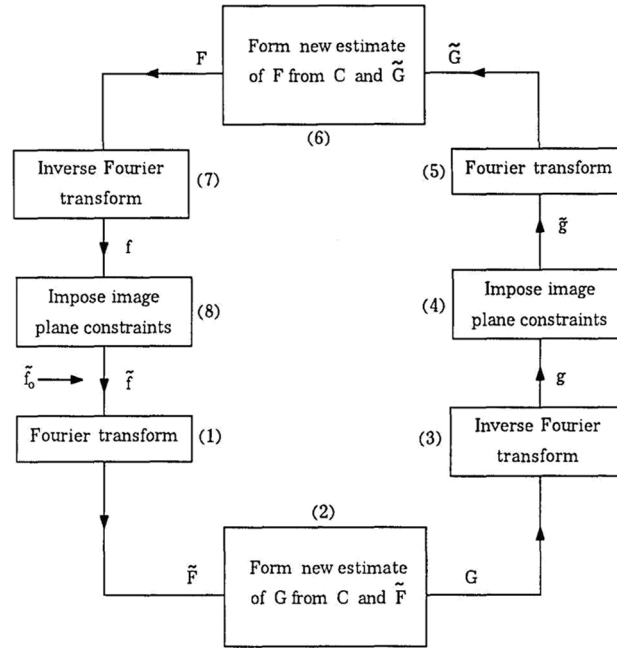 F
Form new estimate
of F from C and G̃
G̃
(6)
Inverse Fourier
transform
(7)
(5)
Fourier transform
f
g̃
Impose image
plane constraints
(8)
(4)
Impose image
plane constraints
f̃₀
f̃
g
Fourier transform
(1)
(3)
Inverse Fourier
transform
(2)
F̃
Form new estimate
of G from C and F̃
G